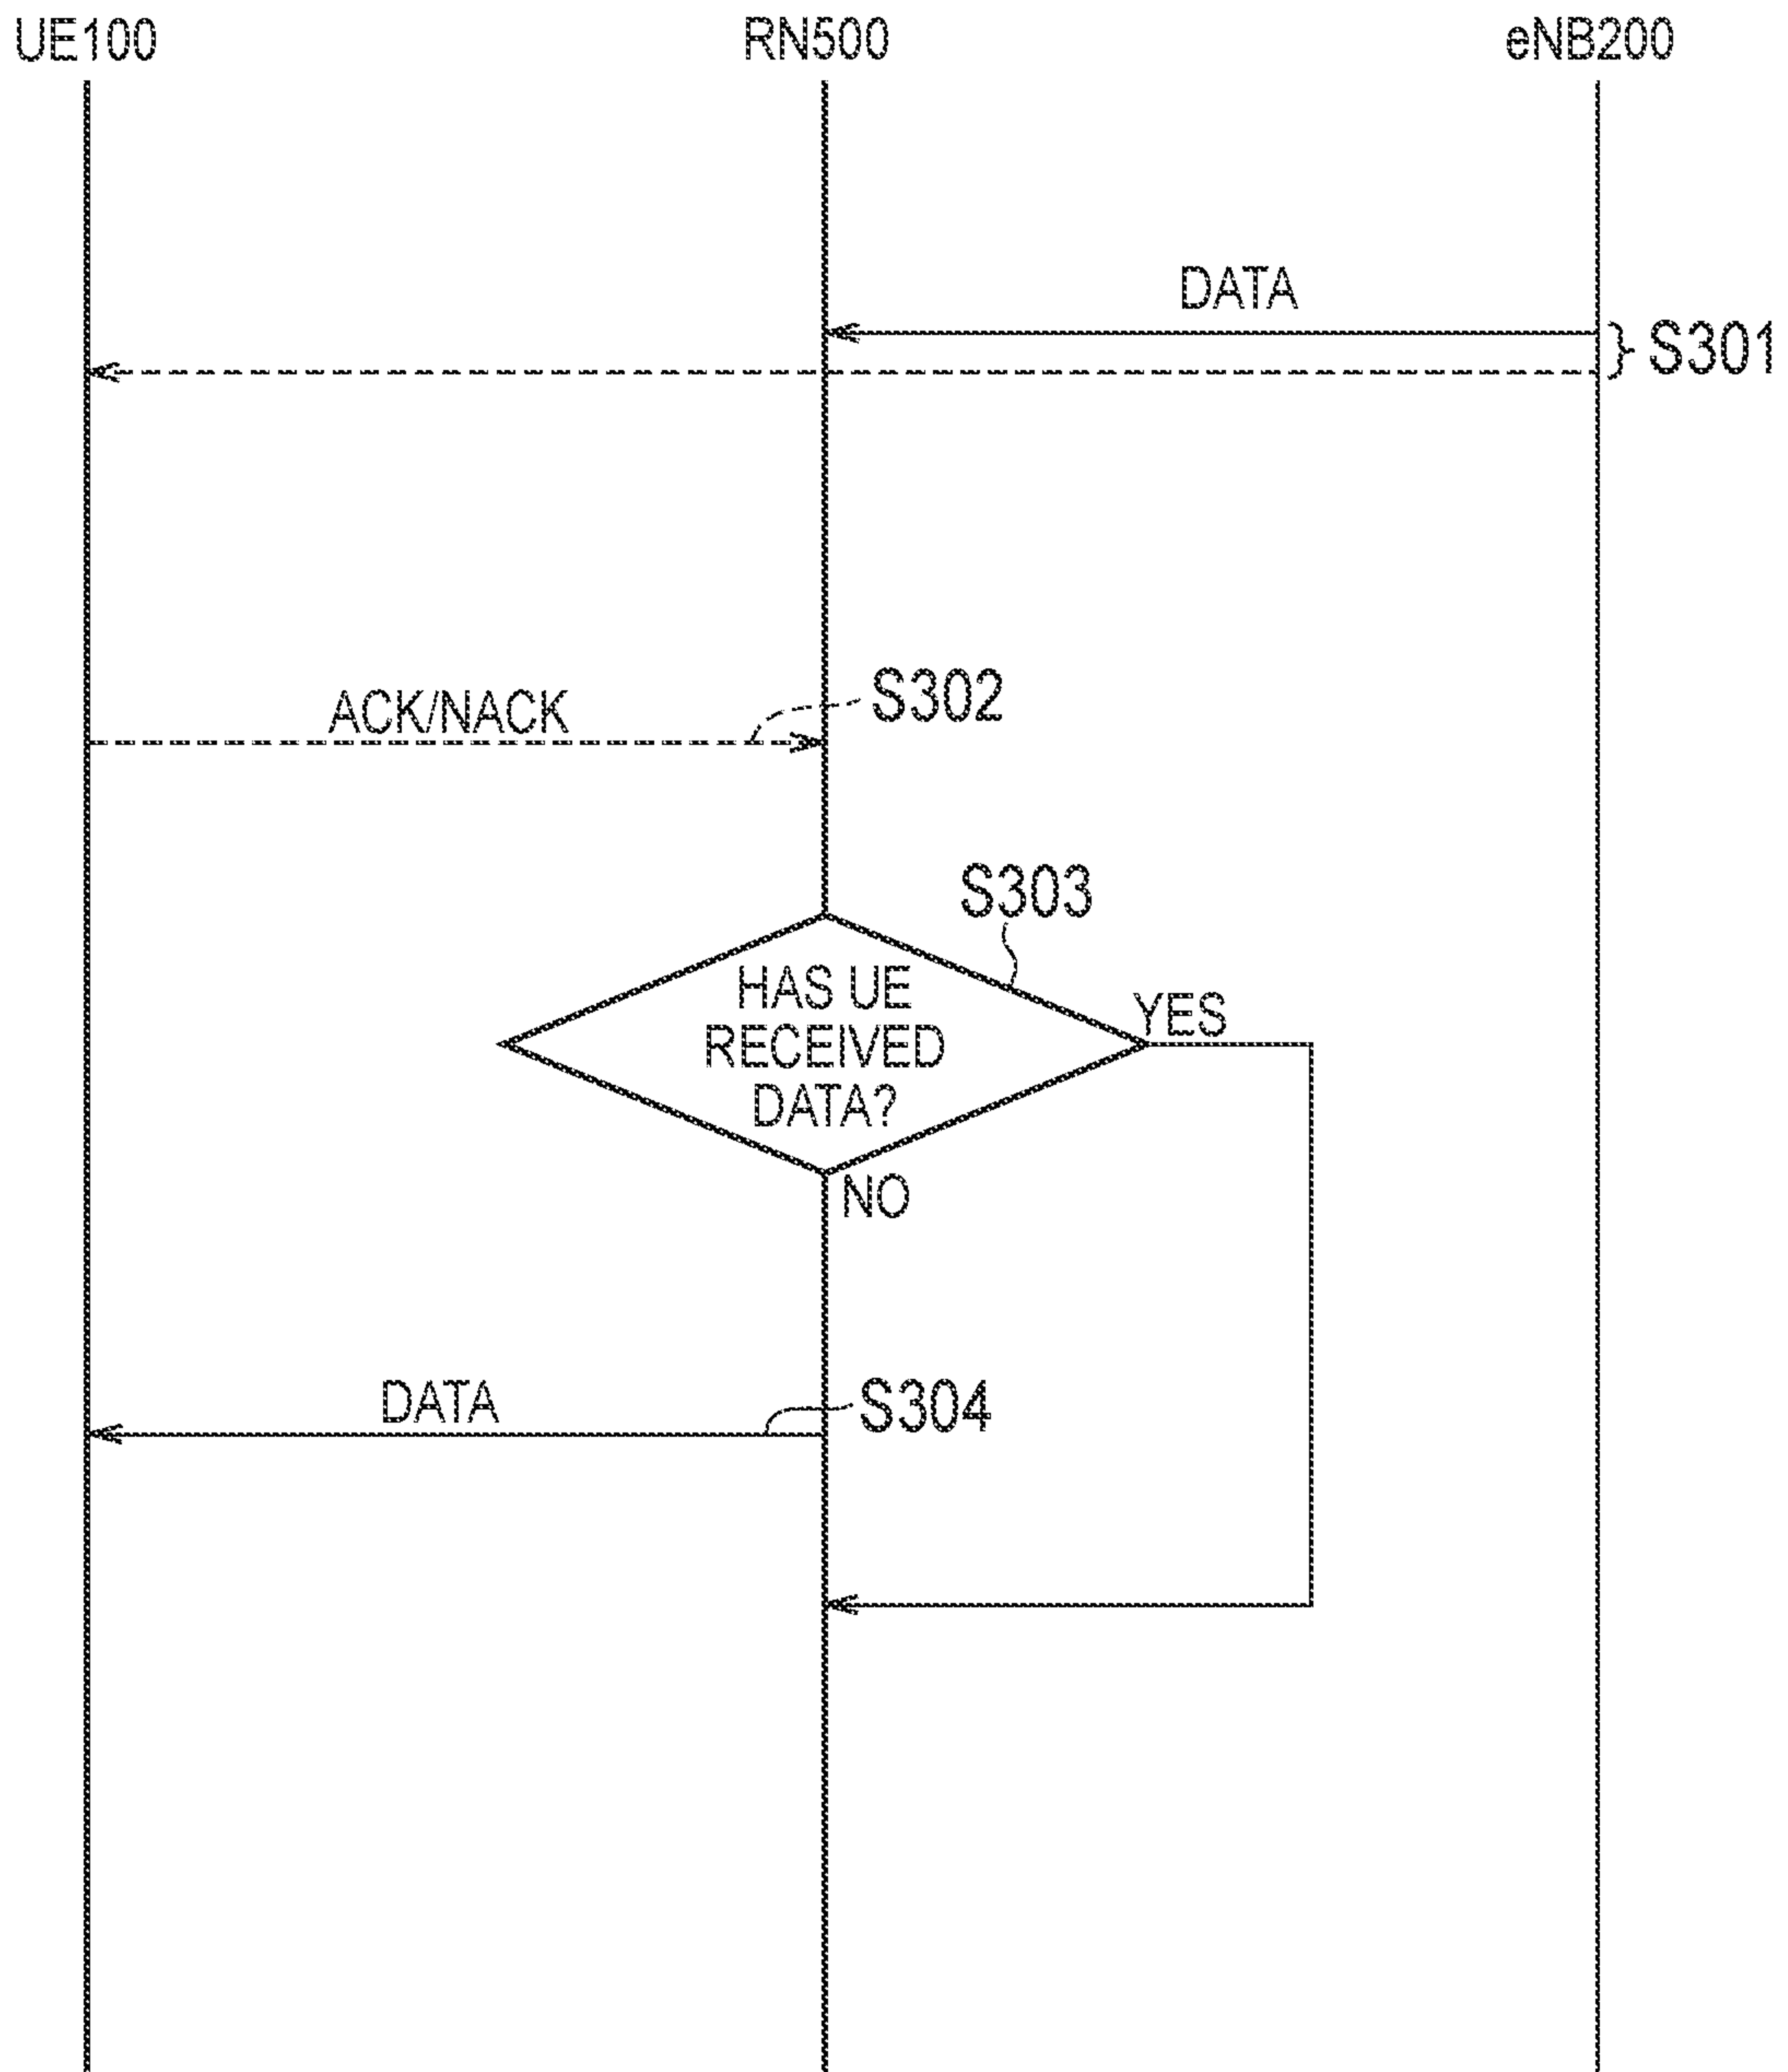 UE100
RN500
eNB200
DATA
S301
ACK/NACK
S302
S303
HAS UE
RECEIVED
DATA?
YES
NO
DATA
S304